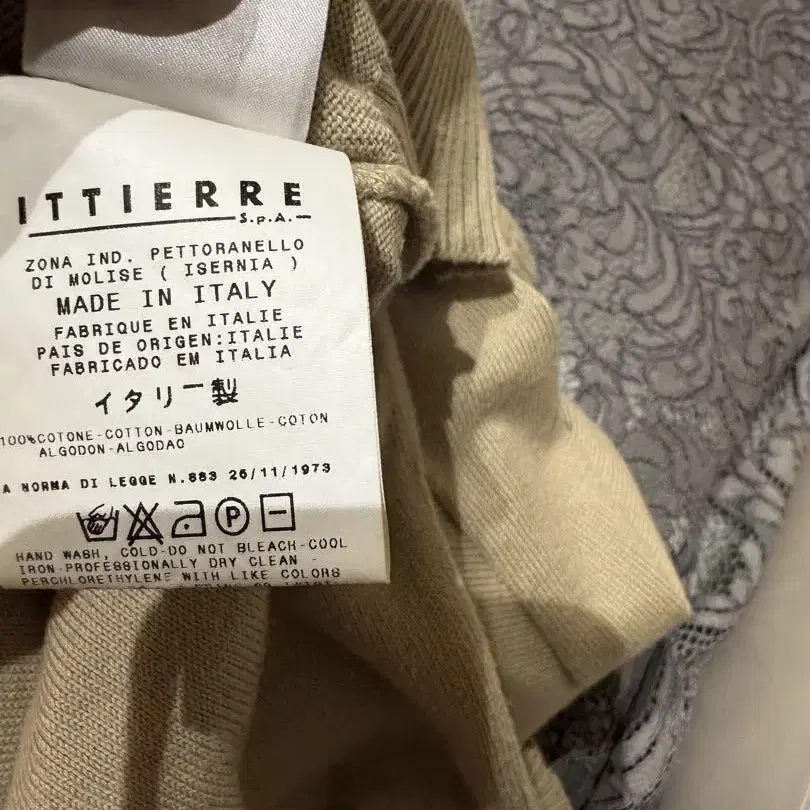 ITTIERRE
S.p.A.
ZONA IND. PETTORANELLO
DI MOLISE ( ISERNIA )
MADE IN ITALY
FABRIQUE EN ITALIE
PAIS DE ORIGEN:ITALIE
FABRICADO EM ITALIA
イタリー製
100%COTONE-COTTON-BAUMWOLLE-COTON
ALGODON-ALGODAO
A NORMA DI LEGGE N.883 26/11/1973
P
HAND WASH, COLD-DO NOT BLEACH-COOL
IRON-PROFESSIONALLY DRY CLEAN -
PERCHLORETHYLENE WITH LIKE COLORS